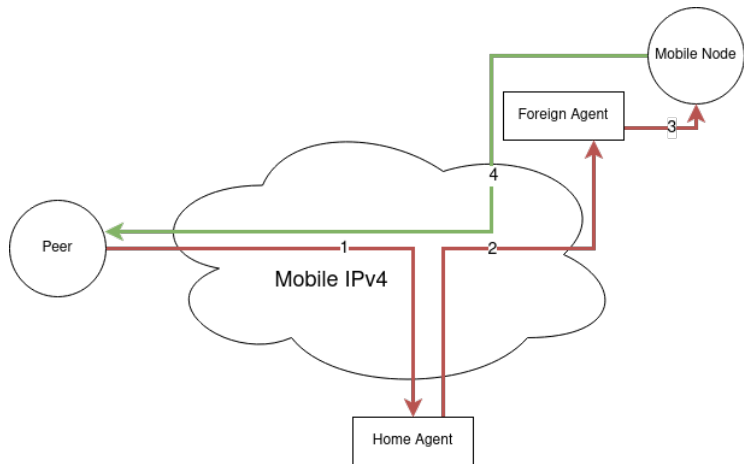 Mobile Node
Foreign Agent
3
4
Peer
1
2
Mobile IPv4
Home Agent